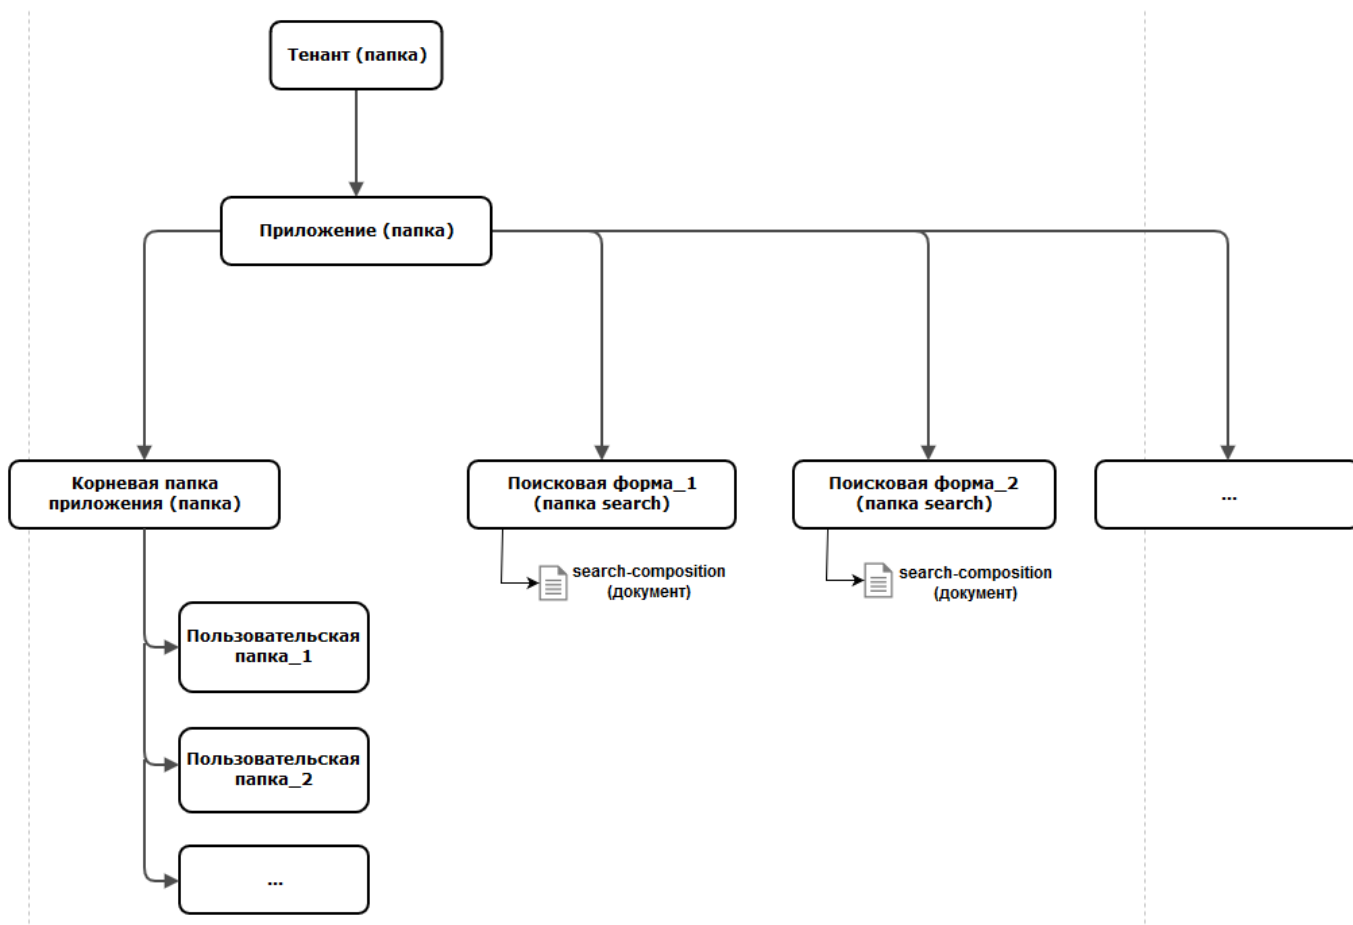 Тенант (папка)
Приложение (папка)
Корневая папка
приложения (папка)
Поисковая форма_1
(папка search)
Поисковая форма_2
(папка search)
...
search-composition
(документ)
search-composition
(документ)
Пользовательская
папка_1
Пользовательская
папка_2
...